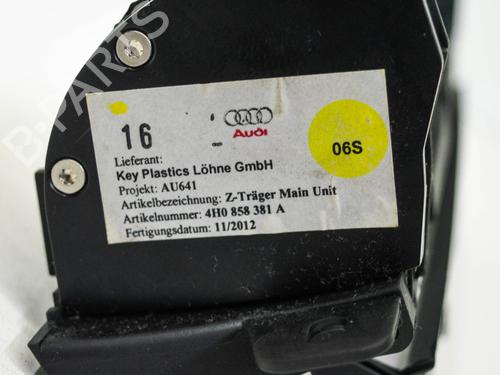 B-PARTS
16
Audi
06S
Lieferant:
Key Plastics Löhne GmbH
Projekt: AU641
Artikelbezeichnung: Z-Träger Main Unit
Artikelnummer: 4H0 858 381 A
Fertigungsdatum: 11/2012